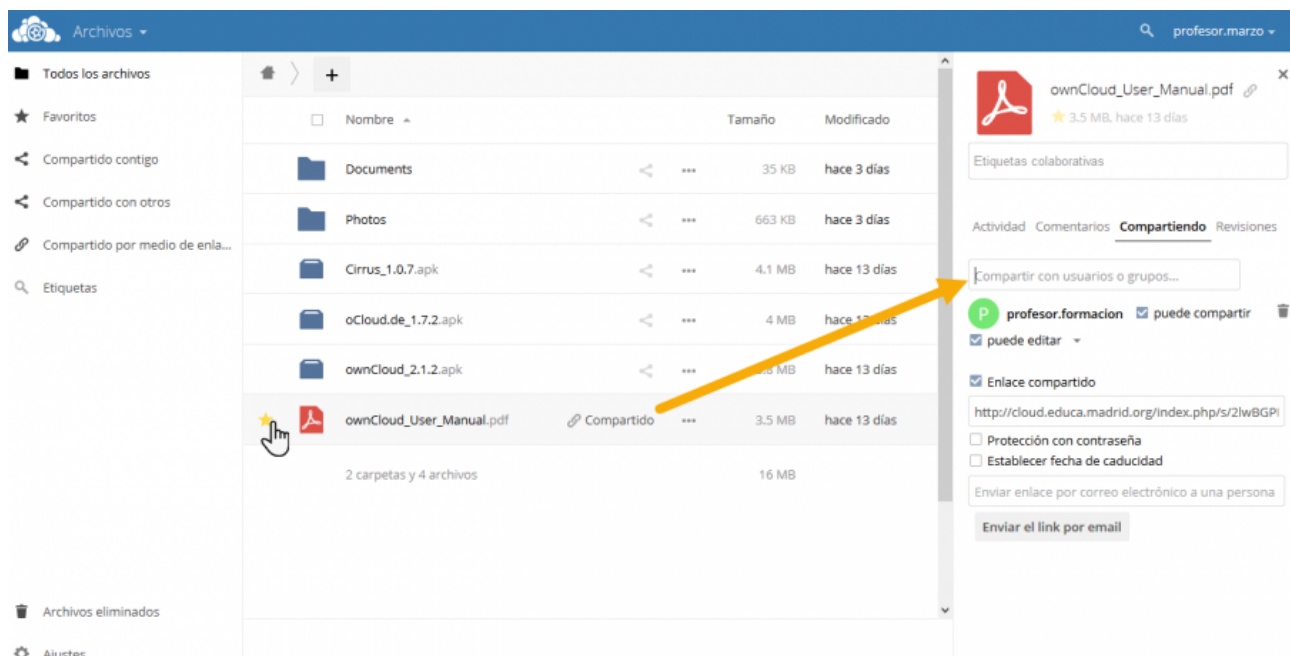 Archivos
profesor.marzo
Todos los archivos
Favoritos
Compartido contigo
Compartido con otros
Compartido por medio de enla...
Etiquetas
Archivos eliminados
Ajustes
Nombre Tamaño Modificado
Documents 35 KB hace 3 días
Photos 663 KB hace 3 días
Cirrus_1.0.7.apk 4.1 MB hace 13 días
oCloud.de_1.7.2.apk 4 MB hace
ownCloud_2.1.2.apk MB hace 13 días
ownCloud_User_Manual.pdf Compartido 3.5 MB hace 13 días
2 carpetas y 4 archivos 16 MB
ownCloud_User_Manual.pdf
3.5 MB, hace 13 días
Etiquetas colaborativas
Actividad Comentarios Compartiendo Revisiones
Compartir con usuarios o grupos...
P profesor.formacion puede compartir
puede editar
Enlace compartido
http://cloud.educa.madrid.org/index.php/s/2lwBGP
Protección con contraseña
Establecer fecha de caducidad
Enviar enlace por correo electrónico a una persona
Enviar el link por email